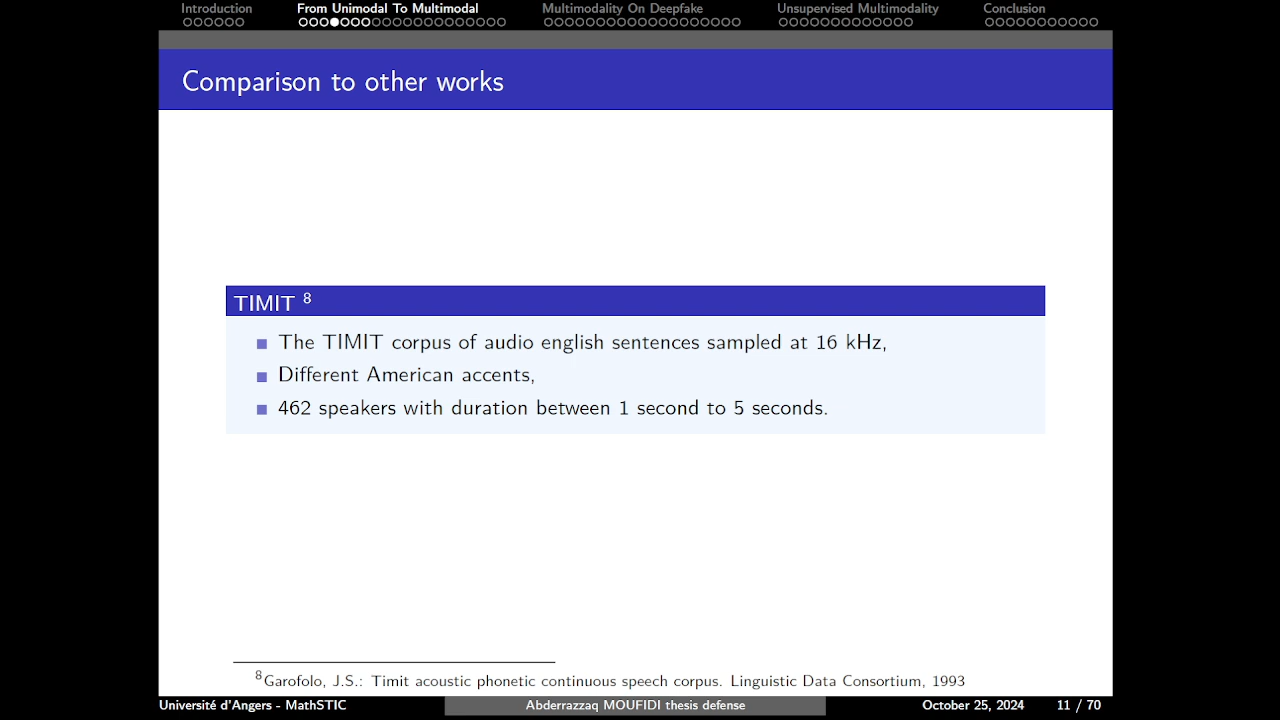 Introduction
From Unimodal To Multimodal
Multimodality On Deepfake
Unsupervised Multimodality
Conclusion
Comparison to other works
TIMIT 8
The TIMIT corpus of audio english sentences sampled at 16 kHz,
Different American accents,
462 speakers with duration between 1 second to 5 seconds.
8Garofolo, J.S.: Timit acoustic phonetic continuous speech corpus. Linguistic Data Consortium, 1993
Université d'Angers - MathSTIC
Abderrazzaq MOUFIDI thesis defense
October 25, 2024
11 / 70